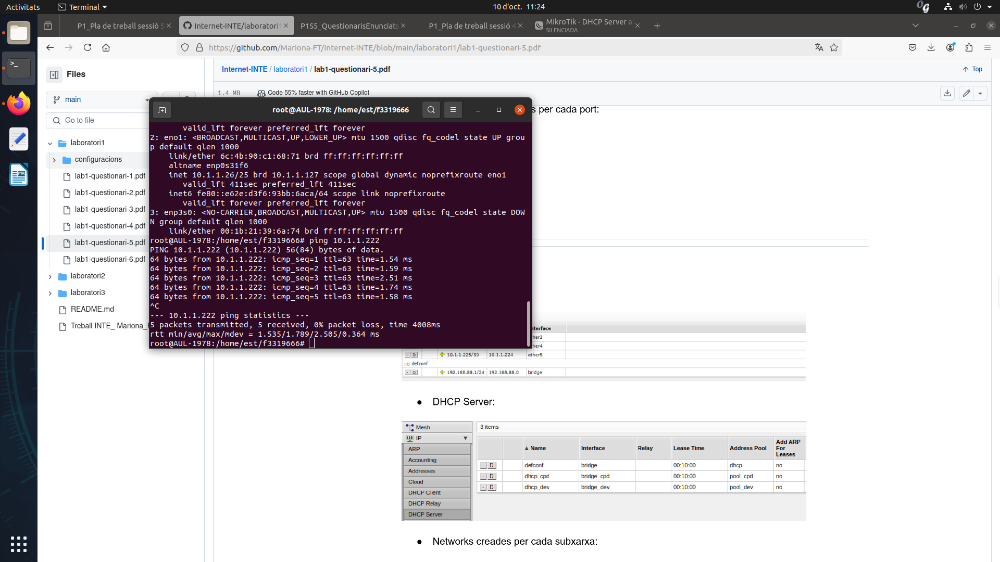 Activitats
Terminal
10 d'oct. 11:24
P1_Pla de treball sessió 5
Internet-INTE/laboratori1
P1S5_QuestionarisEnunciats
P1_Pla de treball sessió 4
MikroTik - DHCP Server a
SILENCIADA
https://github.com/Mariona-FT/Internet-INTE/blob/main/laboratori1/lab1-questionari-5.pdf
Files
main
Go to file
laboratori1
configuracions
lab1-questionari-1.pdf
lab1-questionari-2.pdf
lab1-questionari-3.pdf
lab1-questionari-4.pdf
lab1-questionari-5.pdf
lab1-questionari-6.pdf
laboratori2
laboratori3
README.md
Treball INTE_ Mariona_
Internet-INTE / laboratori1 / lab1-questionari-5.pdf
Top
1.4 MB
Code 55% faster with GitHub Copilot
s per cada port:
root@AUL-1978: /home/est/f3319666
valid_lft forever preferred_lft forever
2: eno1: <BROADCAST,MULTICAST,UP,LOWER_UP> mtu 1500 qdisc fq_codel state UP grou
p default qlen 1000
link/ether 6c:4b:90:c1:68:71 brd ff:ff:ff:ff:ff:ff
altname enp0s31f6
inet 10.1.1.26/25 brd 10.1.1.127 scope global dynamic noprefixroute eno1
valid_lft 411sec preferred_lft 411sec
inet6 fe80::e62e:d3f6:93bb:6aca/64 scope link noprefixroute
valid_lft forever preferred_lft forever
3: enp3s0: <NO-CARRIER,BROADCAST,MULTICAST,UP> mtu 1500 qdisc fq_codel state DOW
N group default qlen 1000
link/ether 00:1b:21:39:6a:74 brd ff:ff:ff:ff:ff:ff
root@AUL-1978:/home/est/f3319666# ping 10.1.1.222
PING 10.1.1.222 (10.1.1.222) 56(84) bytes of data.
64 bytes from 10.1.1.222: icmp_seq=1 ttl=63 time=1.54 ms
64 bytes from 10.1.1.222: icmp_seq=2 ttl=63 time=1.59 ms
64 bytes from 10.1.1.222: icmp_seq=3 ttl=63 time=2.51 ms
64 bytes from 10.1.1.222: icmp_seq=4 ttl=63 time=1.74 ms
64 bytes from 10.1.1.222: icmp_seq=5 ttl=63 time=1.58 ms
^C
--- 10.1.1.222 ping statistics ---
5 packets transmitted, 5 received, 0% packet loss, time 4008ms
rtt min/avg/max/mdev = 1.535/1.789/2.505/0.364 ms
root@AUL-1978:/home/est/f3319666#
terface
her3
her4
- D 10.1.1.225/30 10.1.1.224 ether5
;;; defconf
- D 192.168.88.1/24 192.168.88.0 bridge
● DHCP Server:
Mesh
IP
ARP
Accounting
Addresses
Cloud
DHCP Client
DHCP Relay
DHCP Server
3 items
▲ Name Interface Relay Lease Time Address Pool Add ARP For Leases
- D defconf bridge 00:10:00 dhcp no
- D dhcp_cpd bridge_cpd 00:10:00 pool_cpd no
- D dhcp_dev bridge_dev 00:10:00 pool_dev no
● Networks creades per cada subxarxa: